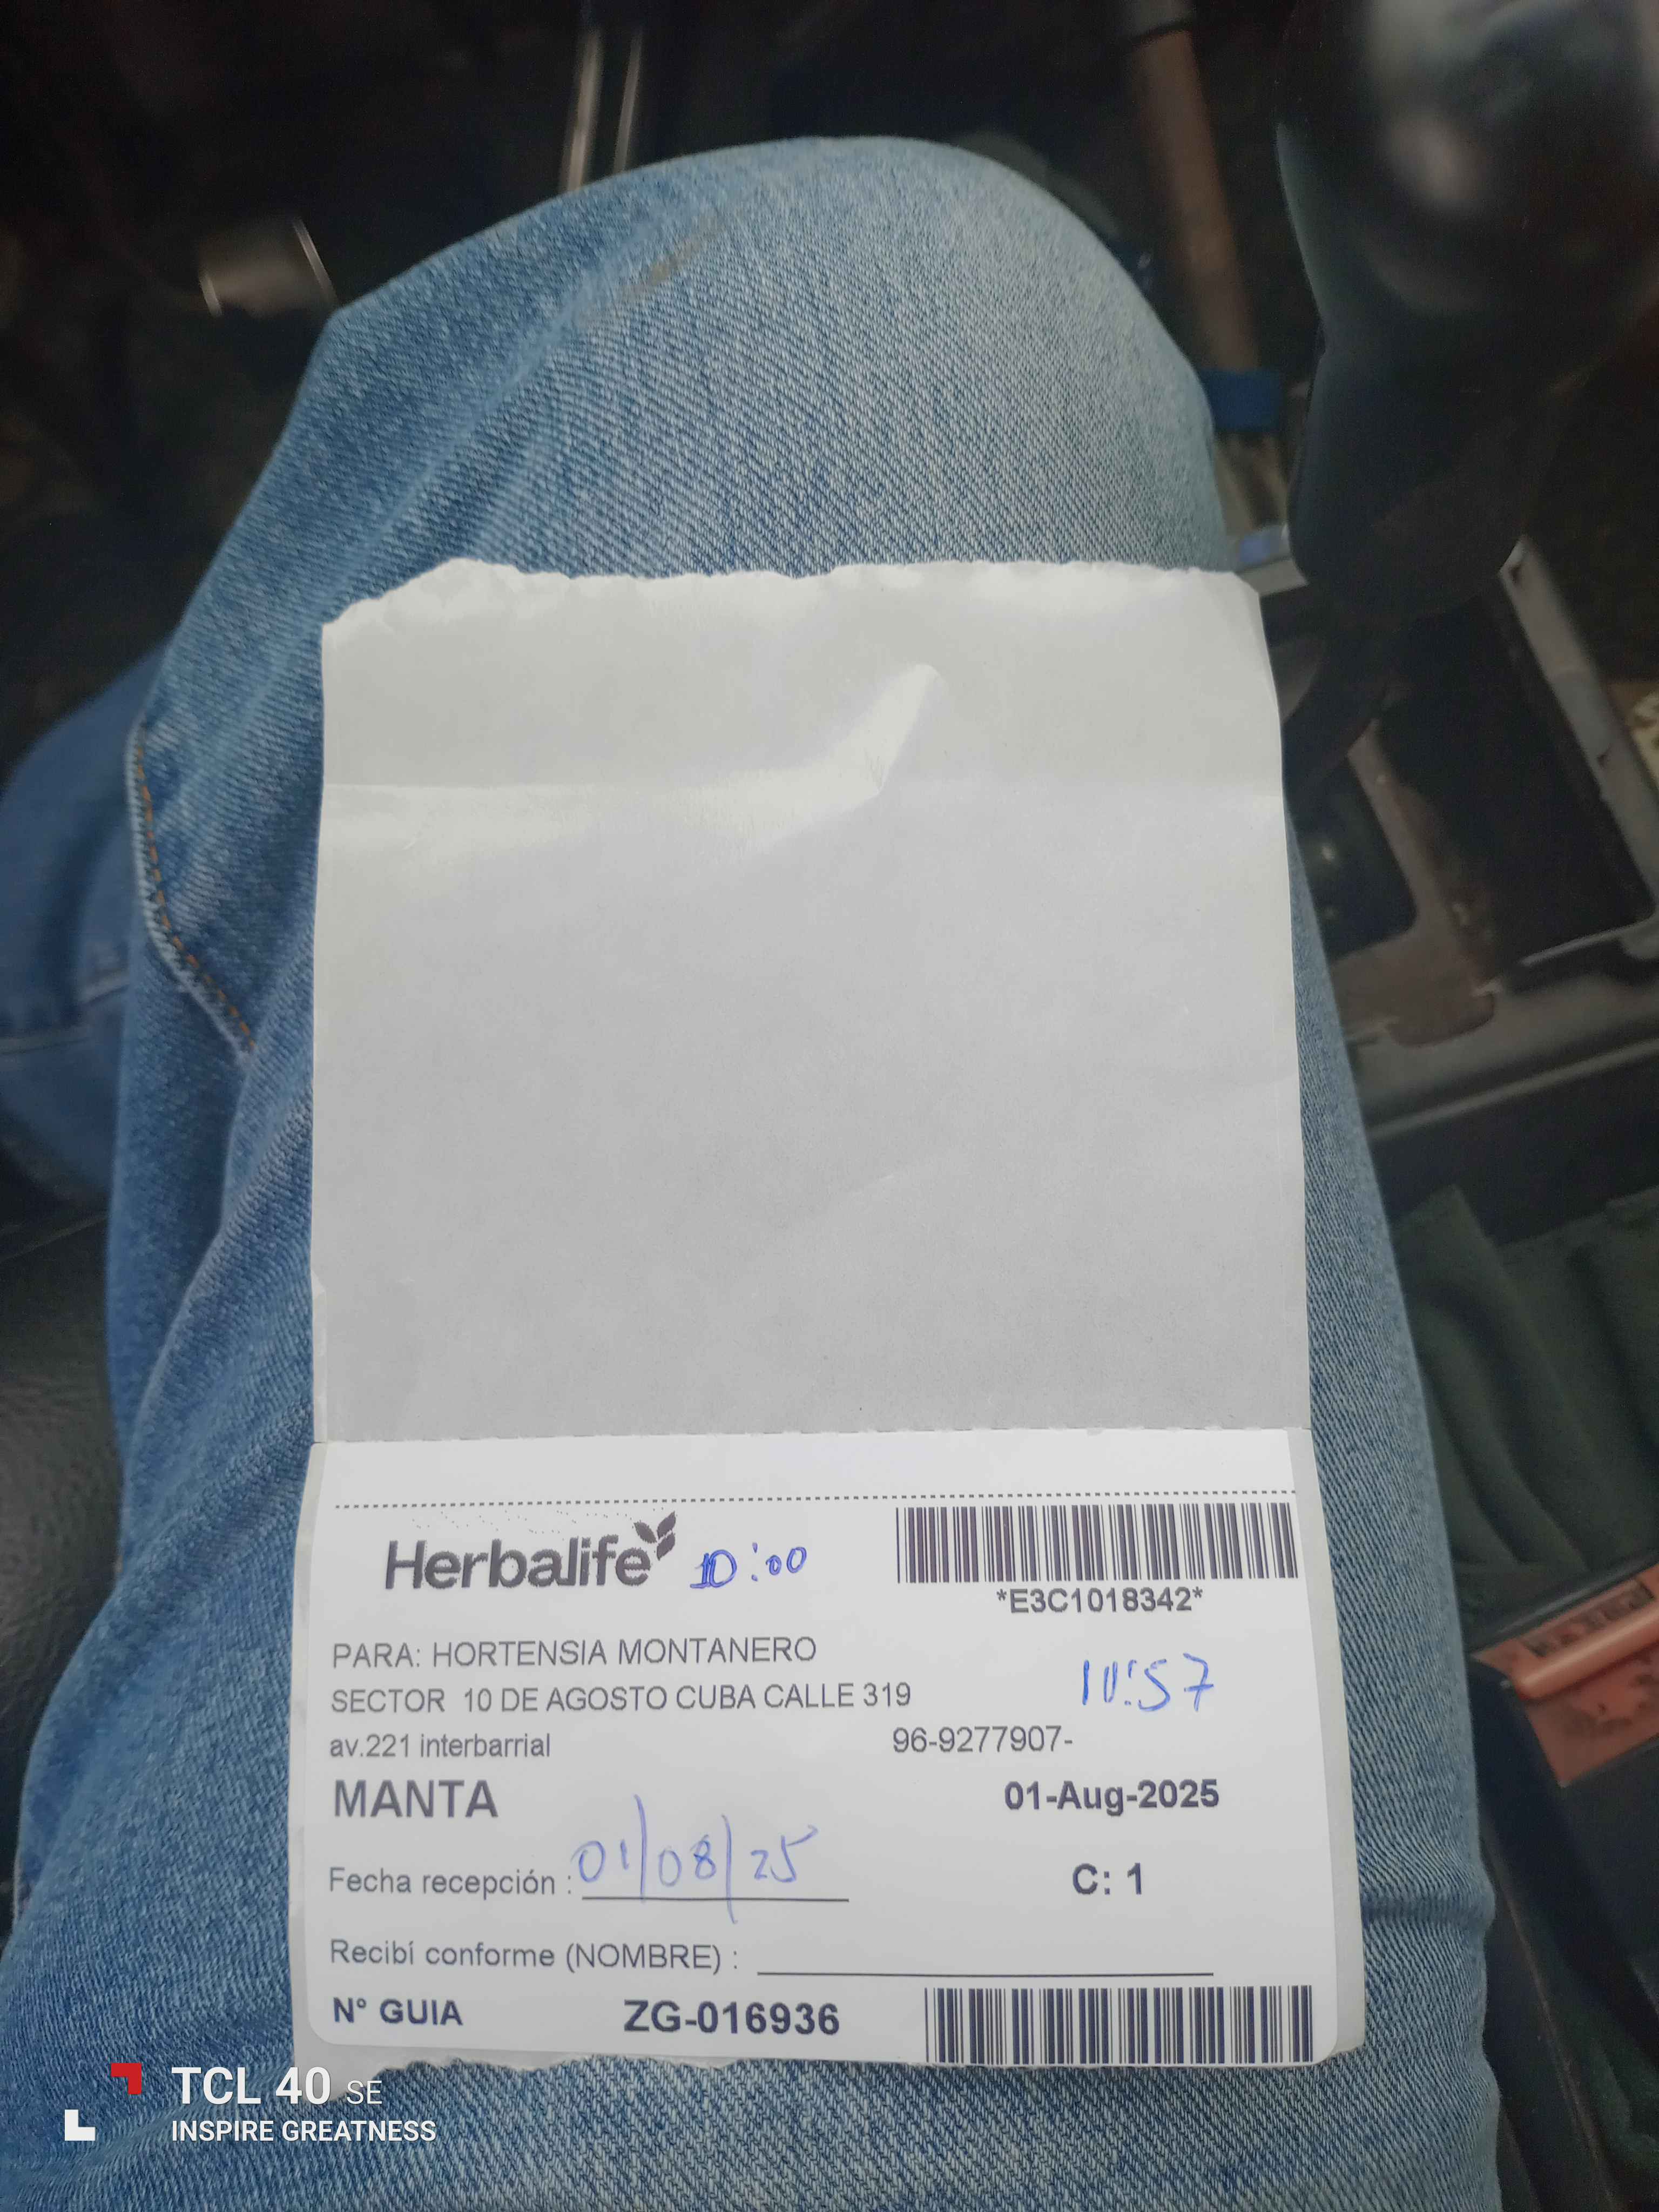 Herbalife 10:00
*E3C1018342*
PARA: HORTENSIA MONTANERO
10:57
SECTOR 10 DE AGOSTO CUBA CALLE 319
av.221 interbarrial 96-9277907-
MANTA 01-Aug-2025
Fecha recepción : 01/08/25 C: 1
Recibí conforme (NOMBRE) :
N° GUIA ZG-016936
TCL 40 SE
INSPIRE GREATNESS